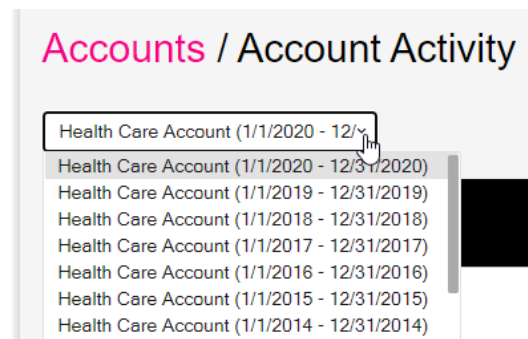 Accounts / Account Activity
Health Care Account (1/1/2020 - 12/
Health Care Account (1/1/2020 - 12/31/2020)
Health Care Account (1/1/2019 - 12/31/2019)
Health Care Account (1/1/2018 - 12/31/2018)
Health Care Account (1/1/2017 - 12/31/2017)
Health Care Account (1/1/2016 - 12/31/2016)
Health Care Account (1/1/2015 - 12/31/2015)
Health Care Account (1/1/2014 - 12/31/2014)